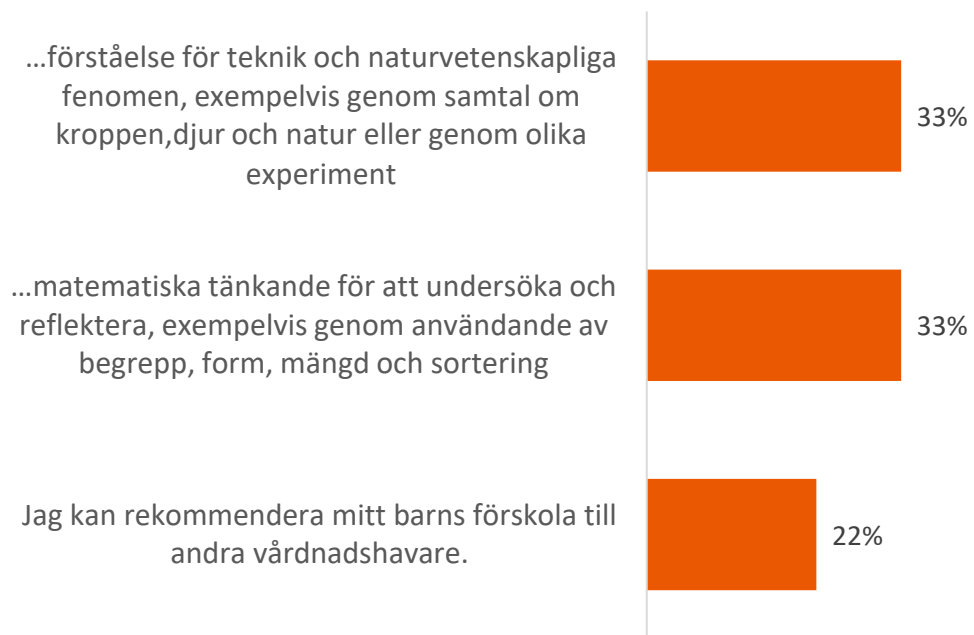 ...förståelse för teknik och naturvetenskapliga
fenomen, exempelvis genom samtal om
kroppen,djur och natur eller genom olika
experiment
33%
...matematiska tänkande för att undersöka och
reflektera, exempelvis genom användande av
begrepp, form, mängd och sortering
33%
Jag kan rekommendera mitt barns förskola till
andra vårdnadshavare.
22%